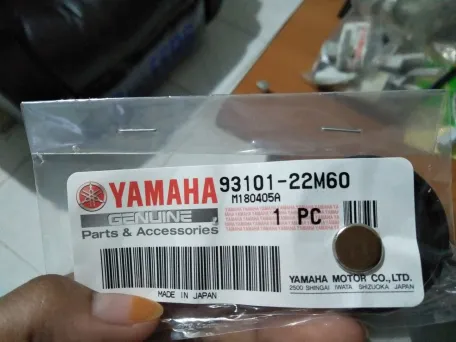 YAMAHA 93101-22M60
M180405A
GENUINE 1 PC
Parts & Accessories
MADE IN JAPAN
YAMAHA MOTOR CO.,LTD.
2500 SHINGAI IWATA SHIZUOKA JAPAN